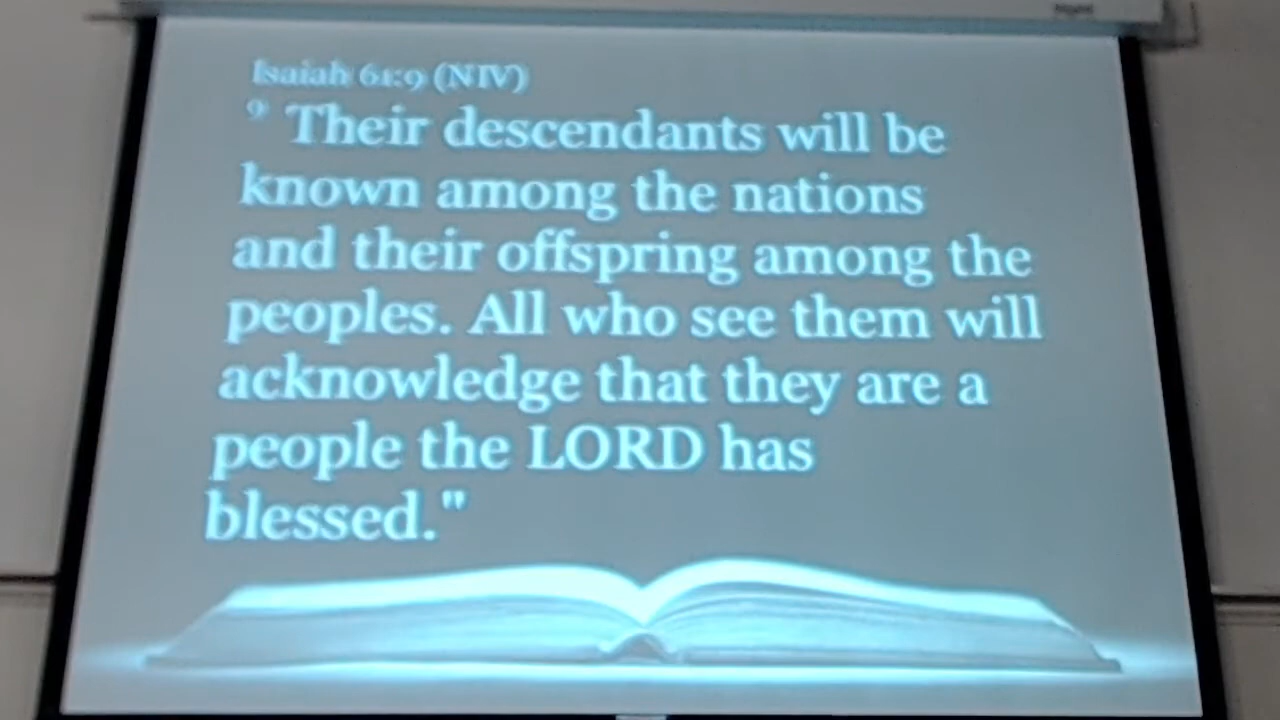 Isaiah 61:9 (NIV)
9 Their descendants will be
known among the nations
and their offspring among the
peoples. All who see them will
acknowledge that they are a
people the LORD has
blessed."